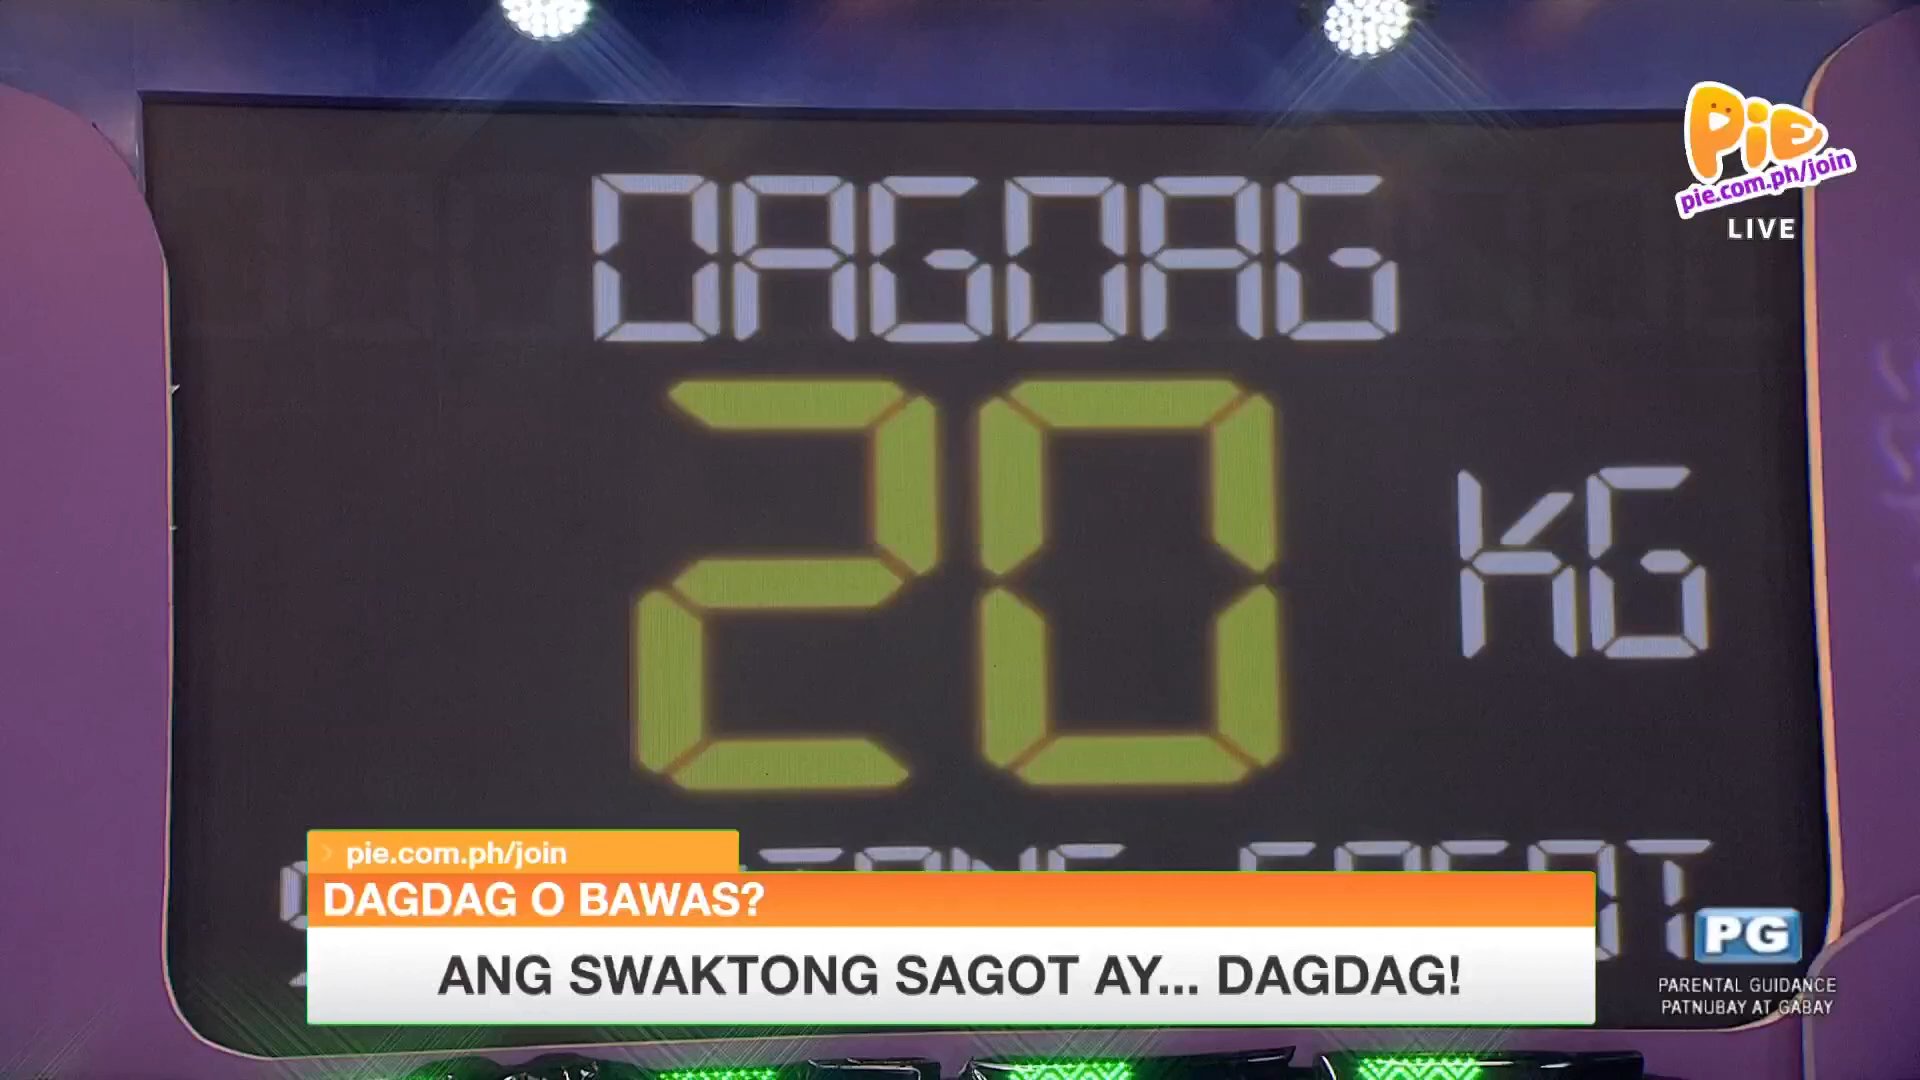 DAGDAG
20
KG
Pie
pie.com.ph/join
LIVE
pie.com.ph/join
DAGDAG O BAWAS?
ANG SWAKTONG SAGOT AY... DAGDAG!
PG
PARENTAL GUIDANCE
PATNUBAY AT GABAY